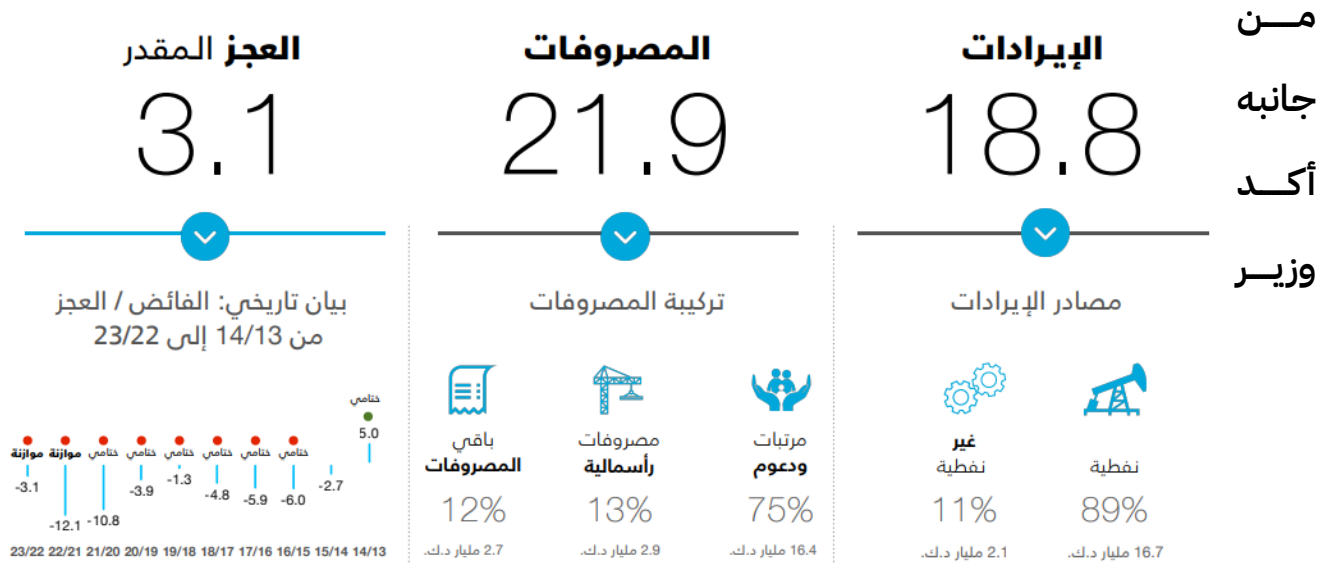 من
جانبه
أكد
وزير
الإيرادات
18.8
مصادر الإيرادات
نفطية
89%
16.7 مليار د.ك.
غير
نفطية
11%
2.1 مليار د.ك.
المصروفات
21.9
تركيبة المصروفات
مرتبات
ودعوم
75%
16.4 مليار د.ك.
مصروفات
رأسمالية
13%
2.9 مليار د.ك.
باقي
المصروفات
12%
2.7 مليار د.ك.
العجز المقدر
3.1
بيان تاريخي: الفائض / العجز
من 14/13 إلى 23/22
ختامي
5.0
موازنة موازنة ختامي ختامي ختامي ختامي ختامي ختامي
-3.1 -12.1 -10.8 -3.9 -1.3 -4.8 -5.9 -6.0 -2.7
23/22 22/21 21/20 20/19 19/18 18/17 17/16 16/15 15/14 14/13